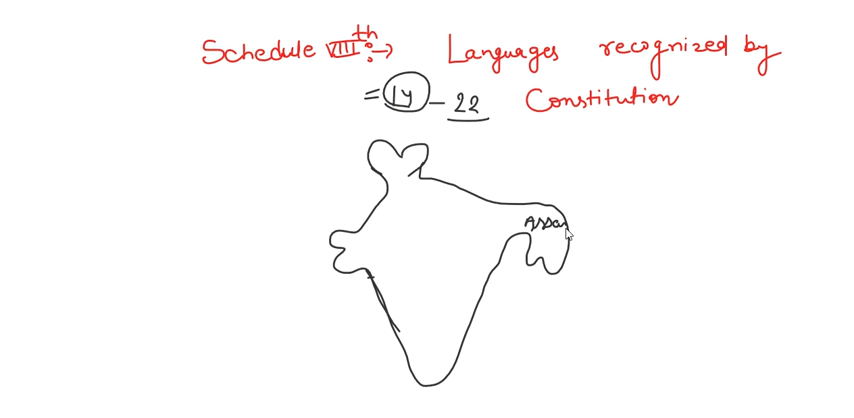 Schedule VIIIth :→ Languages recognized by
= 14 - 22 Constitution
Assam